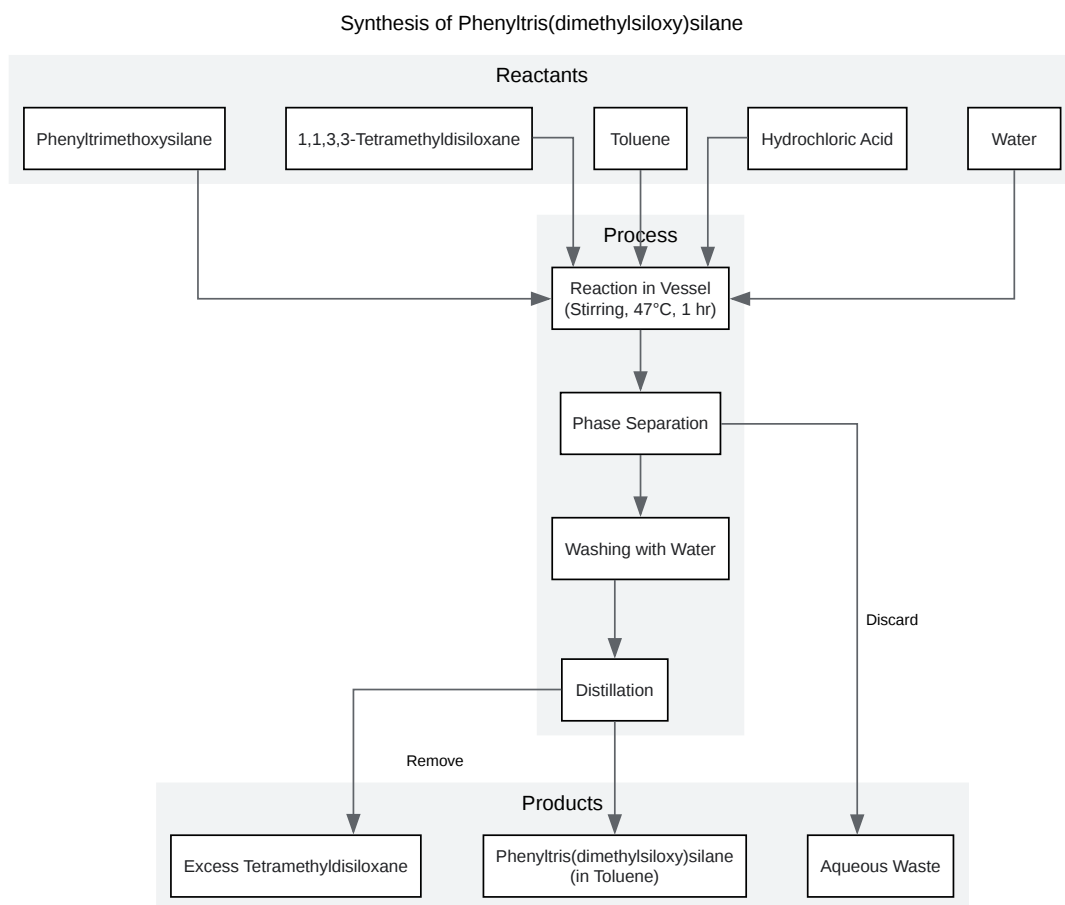 Synthesis of Phenyltris(dimethylsiloxy)silane
Reactants
Phenyltrimethoxysilane
1,1,3,3-Tetramethyldisiloxane
Toluene
Hydrochloric Acid
Water
Process
Reaction in Vessel
(Stirring, 47°C, 1 hr)
Phase Separation
Washing with Water
Discard
Distillation
Remove
Products
Excess Tetramethyldisiloxane
Phenyltris(dimethylsiloxy)silane
(in Toluene)
Aqueous Waste